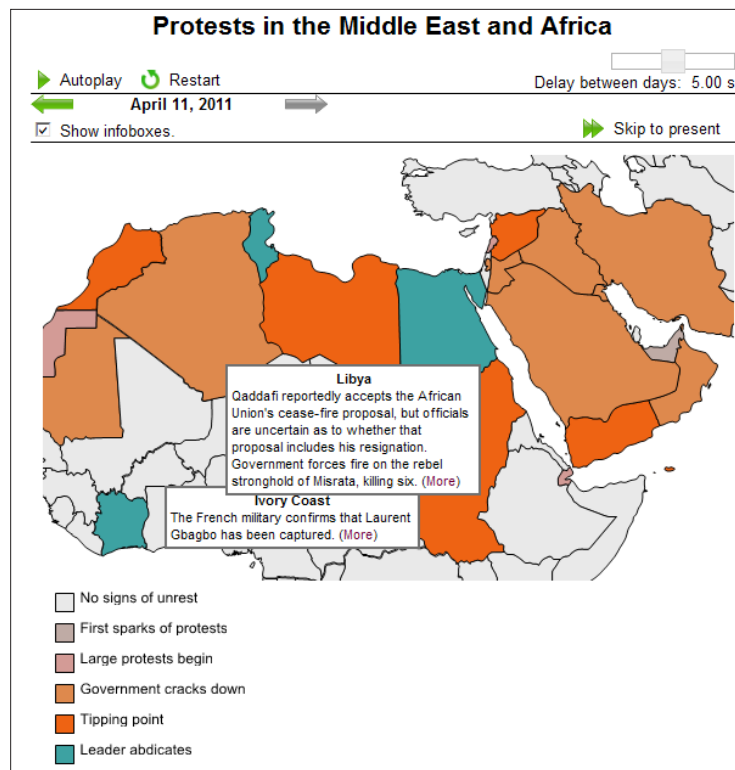 Protests in the Middle East and Africa
Autoplay Restart
Delay between days: 5.00 s
April 11, 2011
Show infoboxes.
Skip to present
Libya
Qaddafi reportedly accepts the African
Union's cease-fire proposal, but officials
are uncertain as to whether that
proposal includes his resignation.
Government forces fire on the rebel
stronghold of Misrata, killing six. (More)
Ivory Coast
The French military confirms that Laurent
Gbagbo has been captured. (More)
No signs of unrest
First sparks of protests
Large protests begin
Government cracks down
Tipping point
Leader abdicates